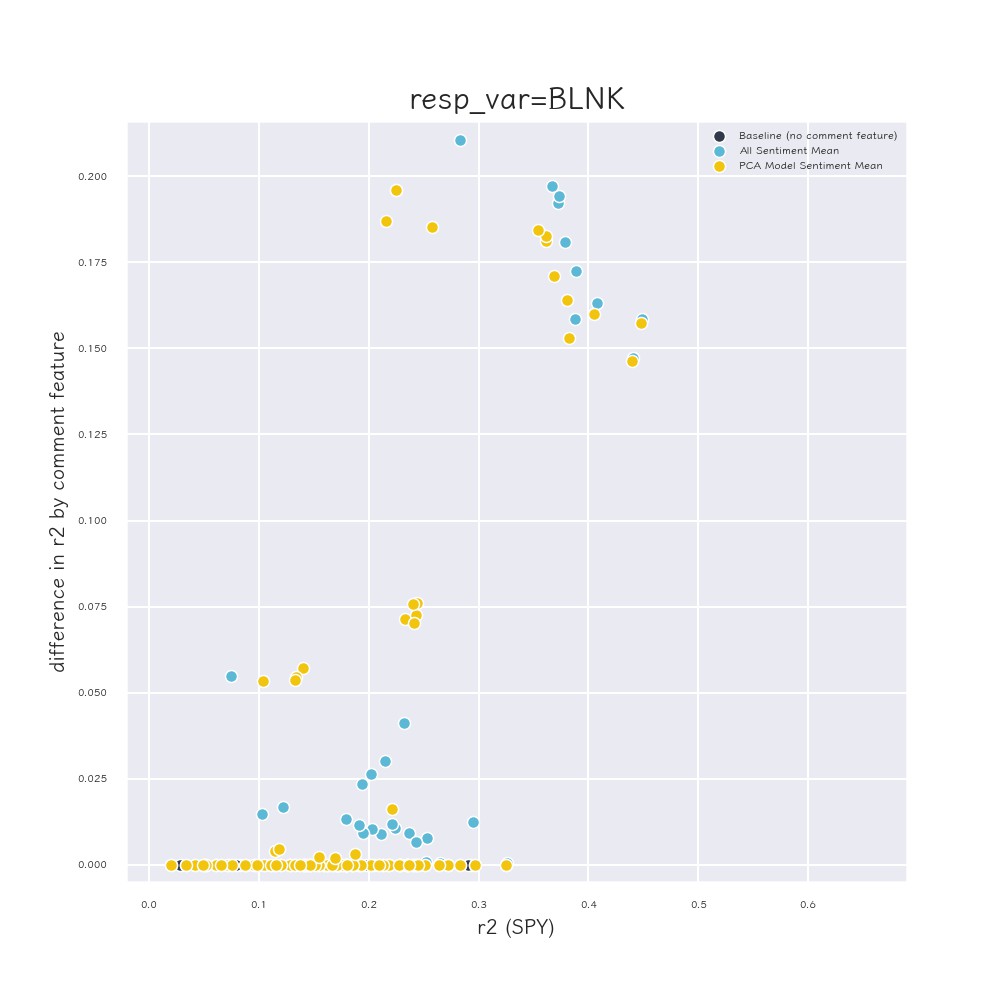 resp_var=BLNK
Baseline (no comment feature)
All Sentiment Mean
PCA Model Sentiment Mean
difference in r2 by comment feature
0.200
0.175
0.150
0.125
0.100
0.075
0.050
0.025
0.000
0.0 0.1 0.2 0.3 0.4 0.5 0.6
r2 (SPY)